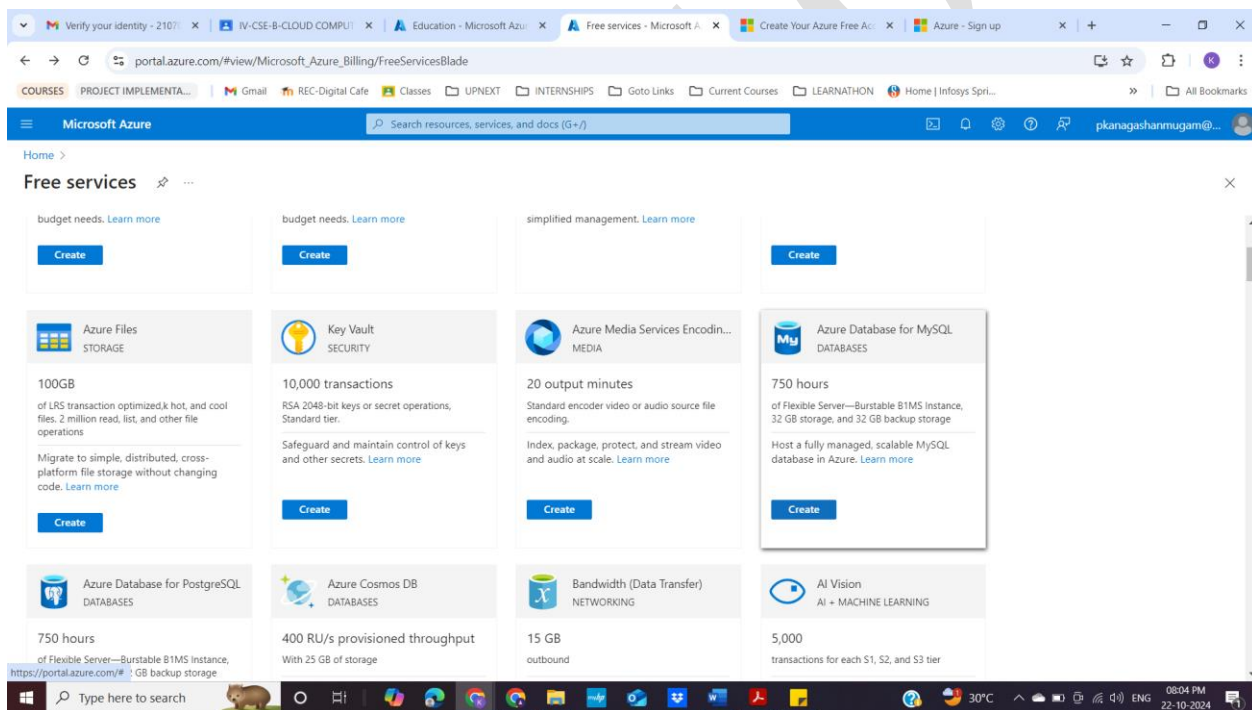 Verify your identity - 2107
IV-CSE-B-CLOUD COMPUT
Education - Microsoft Azu
Free services - Microsoft A
Create Your Azure Free Acc
Azure - Sign up
portal.azure.com/#view/Microsoft_Azure_Billing/FreeServicesBlade
K
COURSES PROJECT IMPLEMENTA... Gmail REC-Digital Cafe Classes UPNEXT INTERNSHIPS Goto Links Current Courses LEARNATHON Home | Infosys Spri... » All Bookmarks
Microsoft Azure
Search resources, services, and docs (G+/)
pkanagashanmugam@...
Home >
Free services
budget needs. Learn more
Create
budget needs. Learn more
Create
simplified management. Learn more
Create
Azure Files
STORAGE
100GB
of LRS transaction optimized,k hot, and cool
files. 2 million read, list, and other file
operations
Migrate to simple, distributed, cross-
platform file storage without changing
code. Learn more
Create
Key Vault
SECURITY
10,000 transactions
RSA 2048-bit keys or secret operations,
Standard tier.
Safeguard and maintain control of keys
and other secrets. Learn more
Create
Azure Media Services Encodin...
MEDIA
20 output minutes
Standard encoder video or audio source file
encoding.
Index, package, protect, and stream video
and audio at scale. Learn more
Create
My
Azure Database for MySQL
DATABASES
750 hours
of Flexible Server—Burstable B1MS Instance,
32 GB storage, and 32 GB backup storage
Host a fully managed, scalable MySQL
database in Azure. Learn more
Create
Azure Database for PostgreSQL
DATABASES
750 hours
of Flexible Server—Burstable B1MS Instance,
GB backup storage
Azure Cosmos DB
DATABASES
400 RU/s provisioned throughput
With 25 GB of storage
Bandwidth (Data Transfer)
NETWORKING
15 GB
outbound
AI Vision
AI + MACHINE LEARNING
5,000
transactions for each S1, S2, and S3 tier
https://portal.azure.com/#
Type here to search
30°C
ENG
08:04 PM
22-10-2024